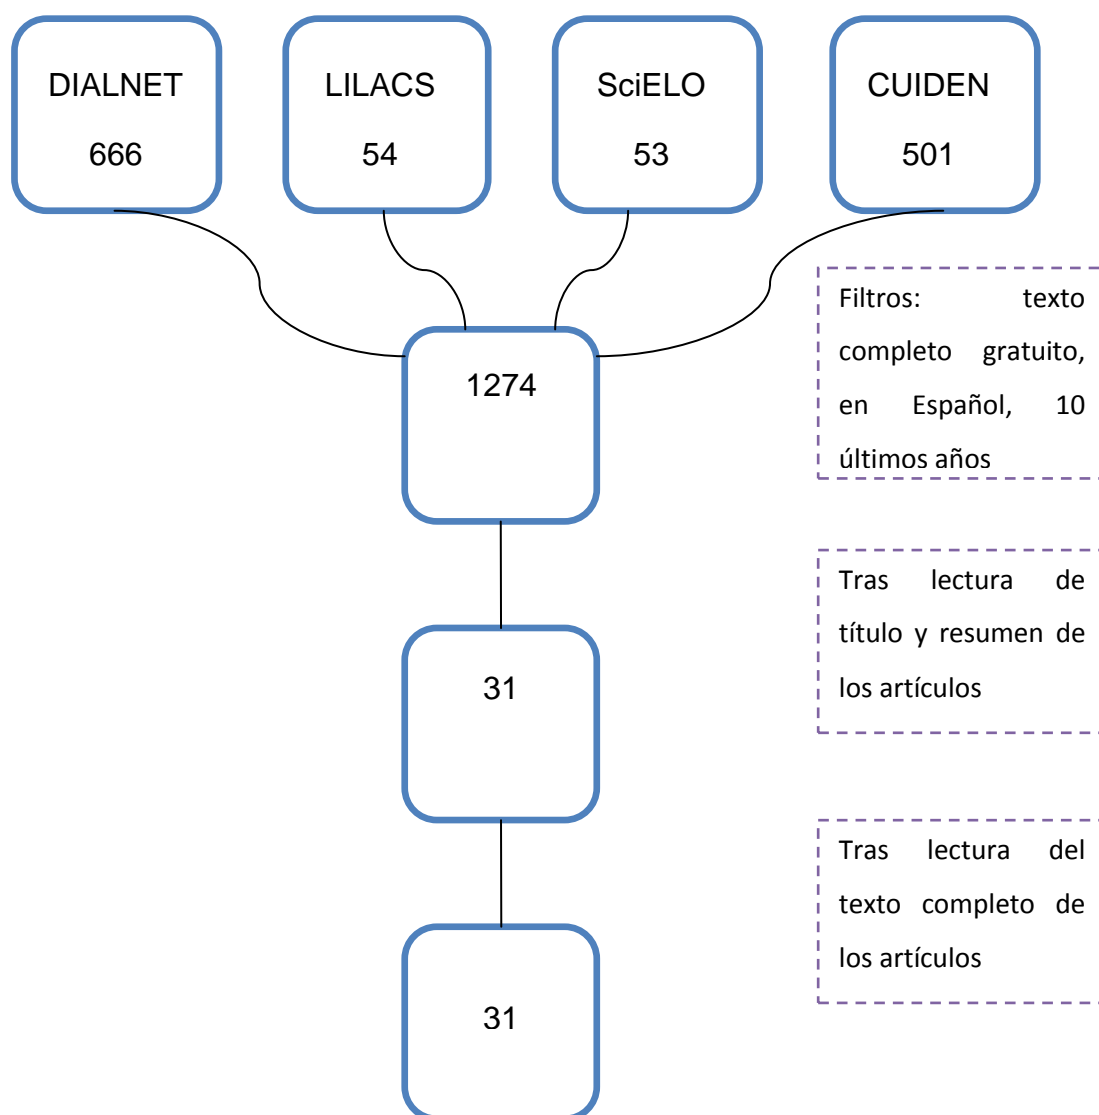 DIALNET
666
LILACS
54
SciELO
53
CUIDEN
501
1274
Filtros: texto
completo gratuito,
en Español, 10
últimos años
31
Tras lectura de
título y resumen de
los artículos
31
Tras lectura del
texto completo de
los artículos